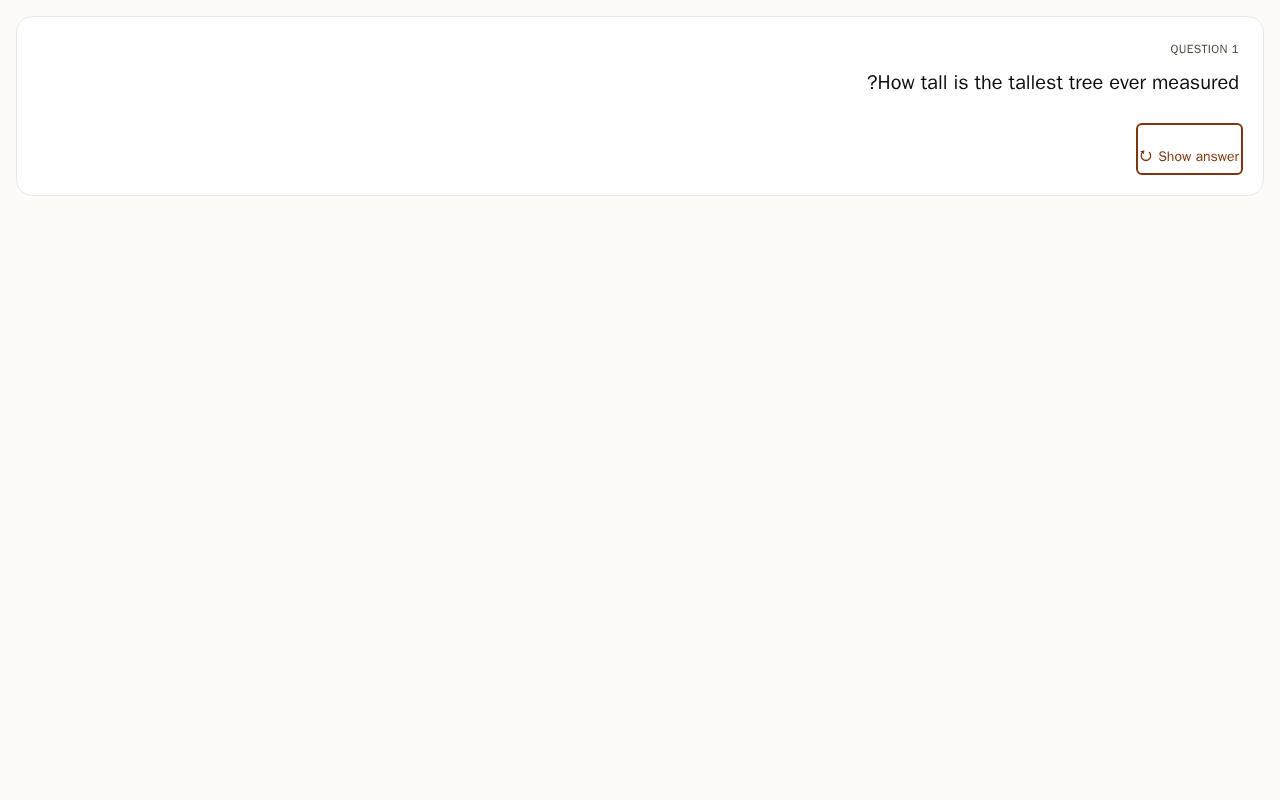 QUESTION 1
?How tall is the tallest tree ever measured
↻ Show answer